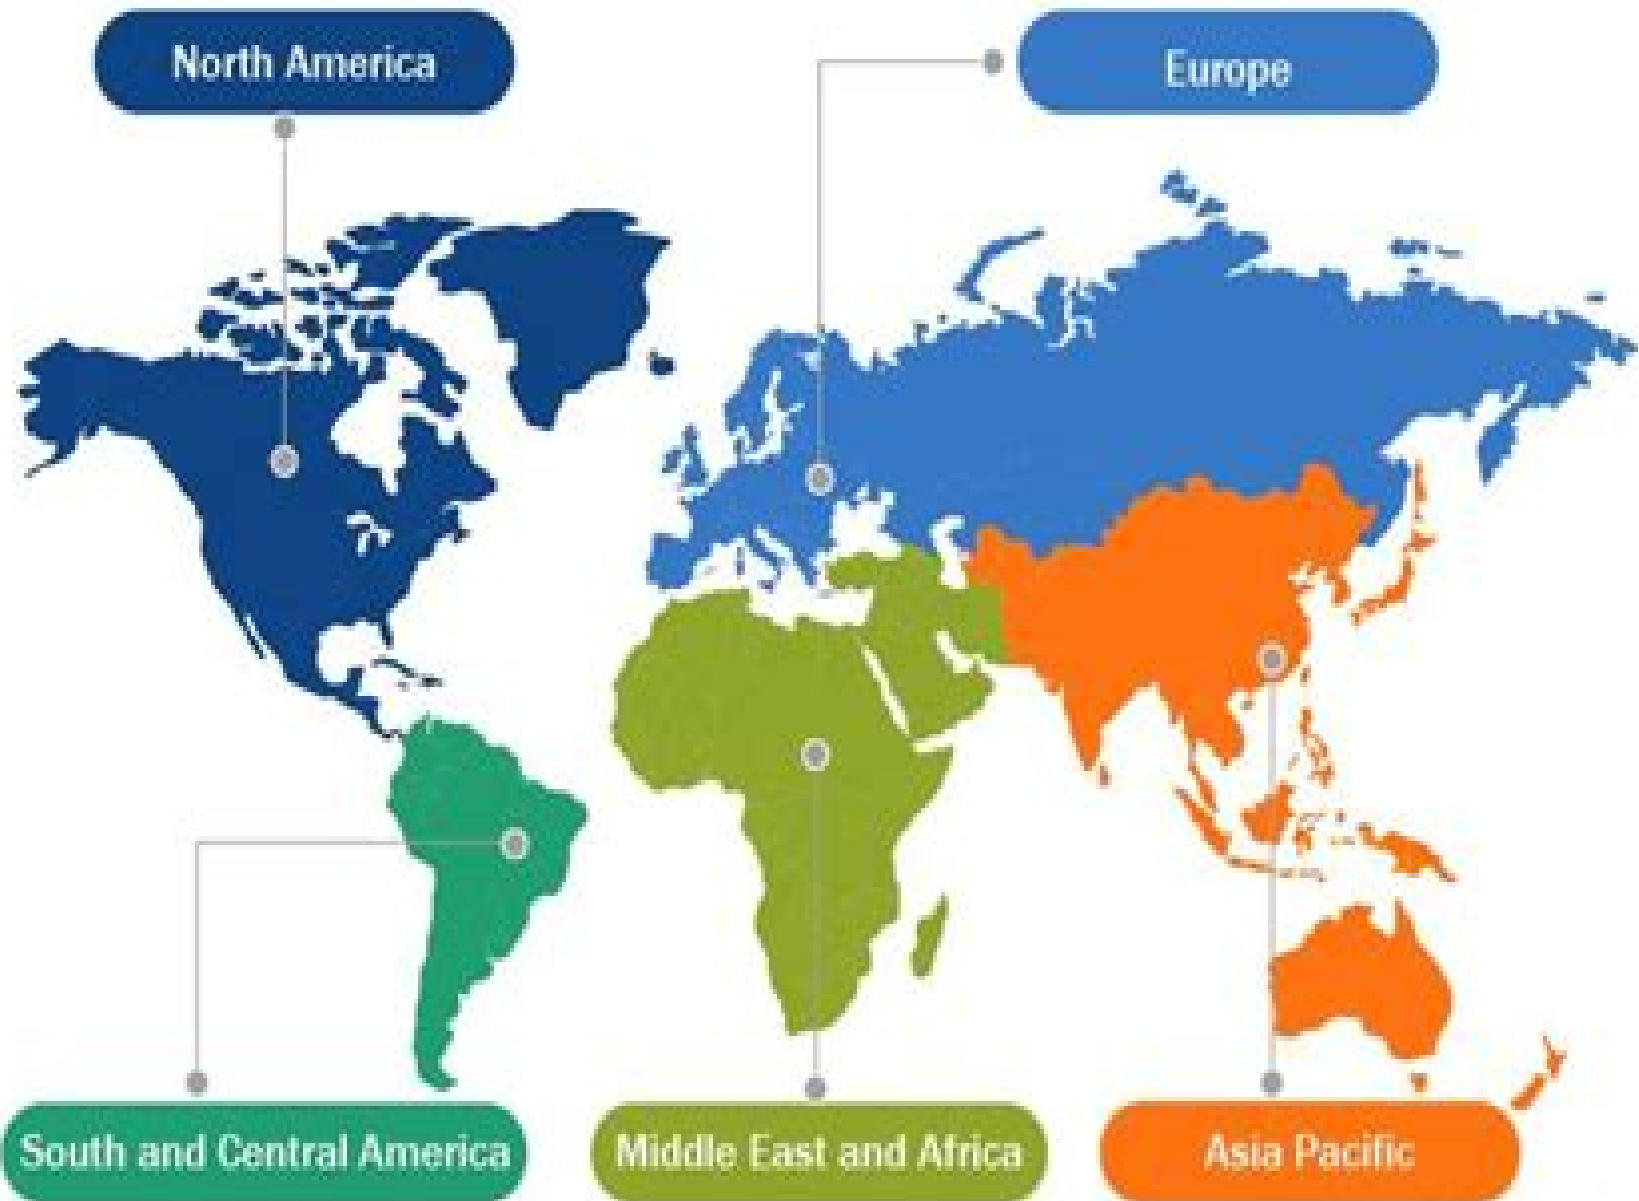 North America
Europe
South and Central America
Middle East and Africa
Asia Pacific